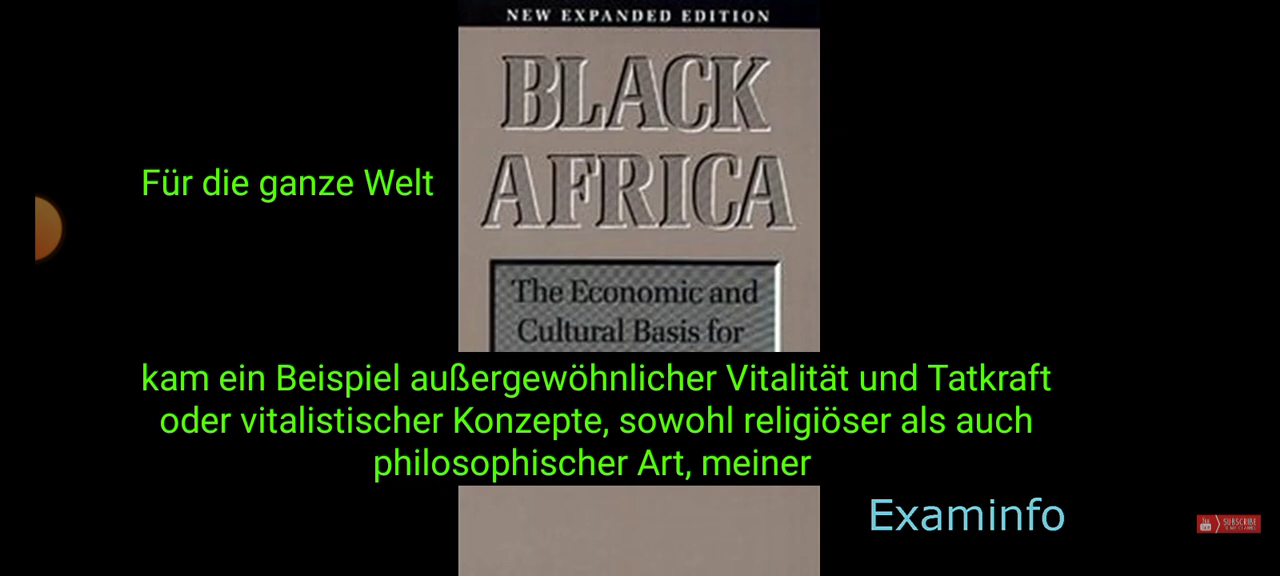 NEW EXPANDED EDITION
BLACK
AFRICA
Für die ganze Welt
The Economic and
Cultural Basis for
kam ein Beispiel außergewöhnlicher Vitalität und Tatkraft
oder vitalistischer Konzepte, sowohl religiöser als auch
philosophischer Art, meiner
Examinfo
SUBSCRIBE